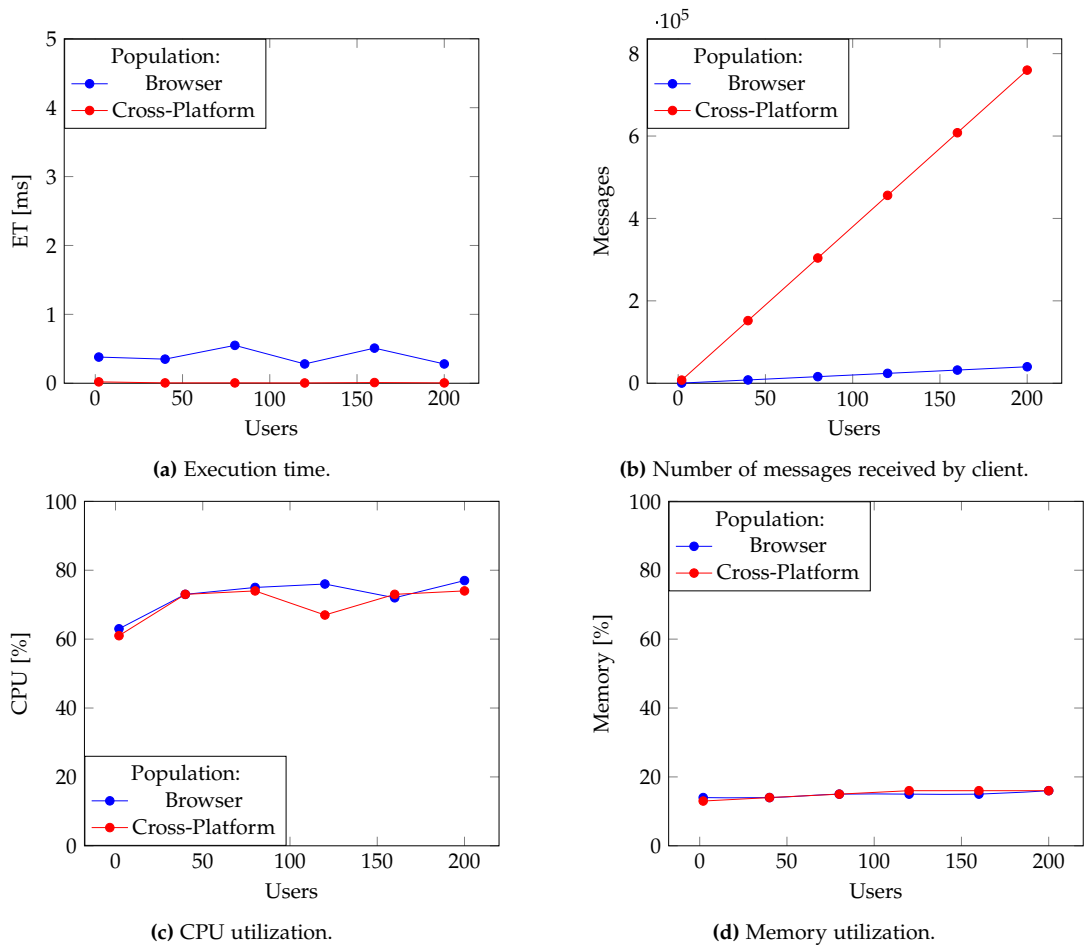 5
4
3
2
1
0
ET [ms]
Population:
Browser
Cross-Platform
0 50 100 150 200
Users
(a) Execution time.
·10^5
8
6
4
2
0
Messages
Population:
Browser
Cross-Platform
0 50 100 150 200
Users
(b) Number of messages received by client.
100
80
60
40
20
0
CPU [%]
Population:
Browser
Cross-Platform
0 50 100 150 200
Users
(c) CPU utilization.
100
80
60
40
20
0
Memory [%]
Population:
Browser
Cross-Platform
0 50 100 150 200
Users
(d) Memory utilization.